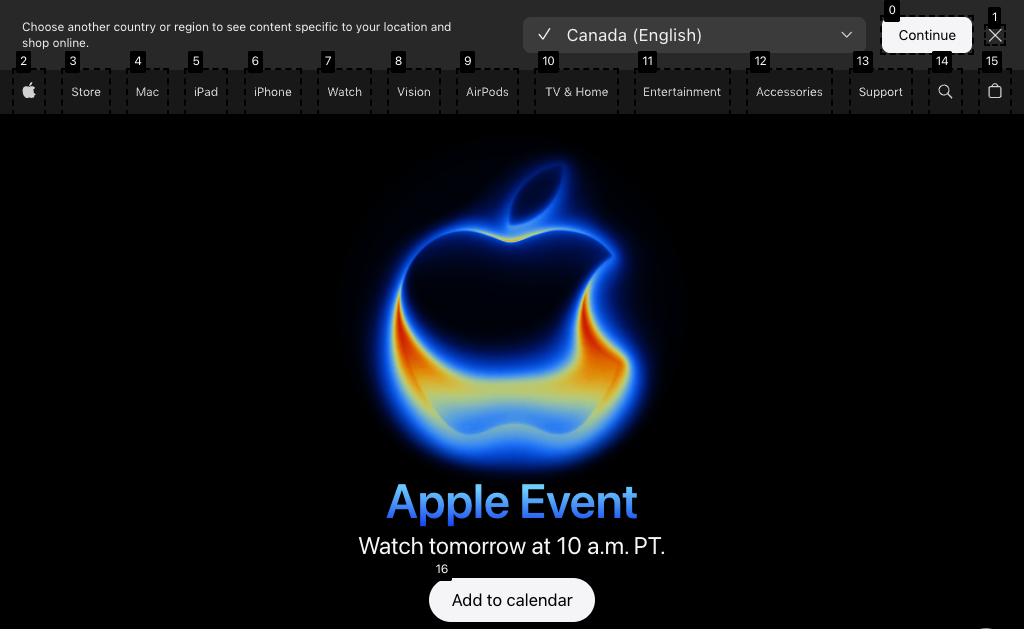 Choose another country or region to see content specific to your location and
shop online.
Canada (English)
0
Continue
1
2
3
Store
4
Mac
5
iPad
6
iPhone
7
Watch
8
Vision
9
AirPods
10
TV & Home
11
Entertainment
12
Accessories
13
Support
14
15
Apple Event
Watch tomorrow at 10 a.m. PT.
16
Add to calendar